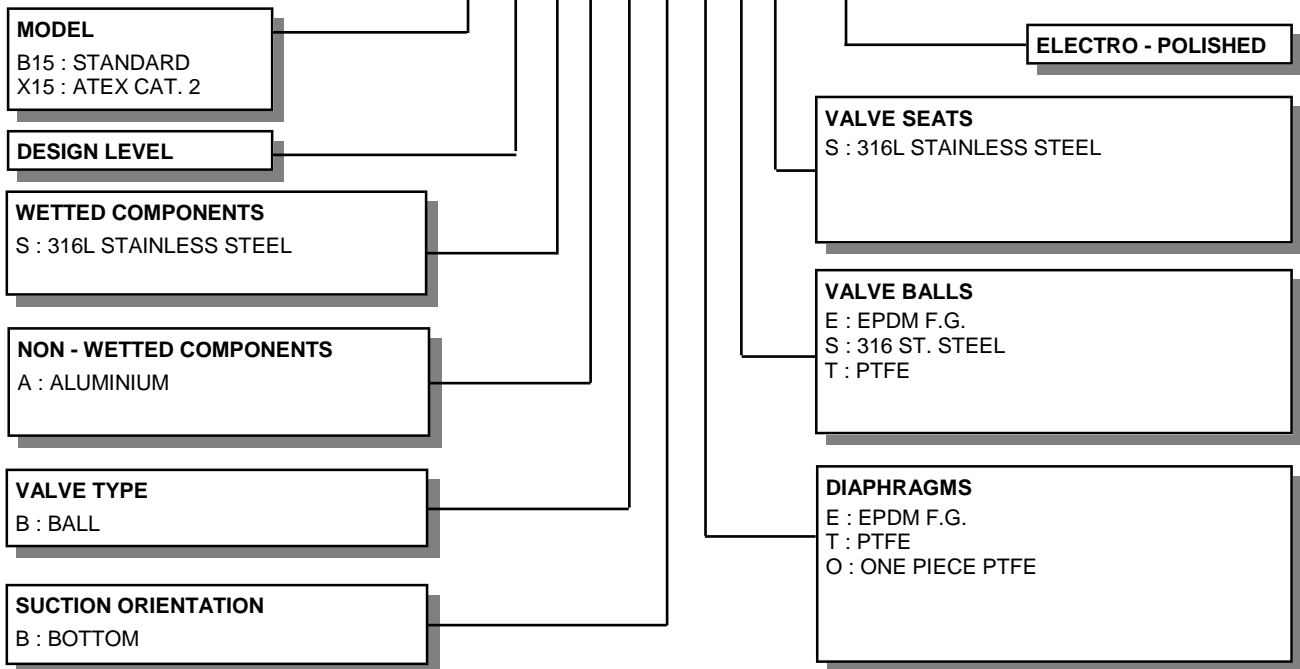 MODEL
B15 : STANDARD
X15 : ATEX CAT. 2
DESIGN LEVEL
WETTED COMPONENTS
S : 316L STAINLESS STEEL
NON - WETTED COMPONENTS
A : ALUMINIUM
VALVE TYPE
B : BALL
SUCTION ORIENTATION
B : BOTTOM
ELECTRO - POLISHED
VALVE SEATS
S : 316L STAINLESS STEEL
VALVE BALLS
E : EPDM F.G.
S : 316 ST. STEEL
T : PTFE
DIAPHRAGMS
E : EPDM F.G.
T : PTFE
O : ONE PIECE PTFE